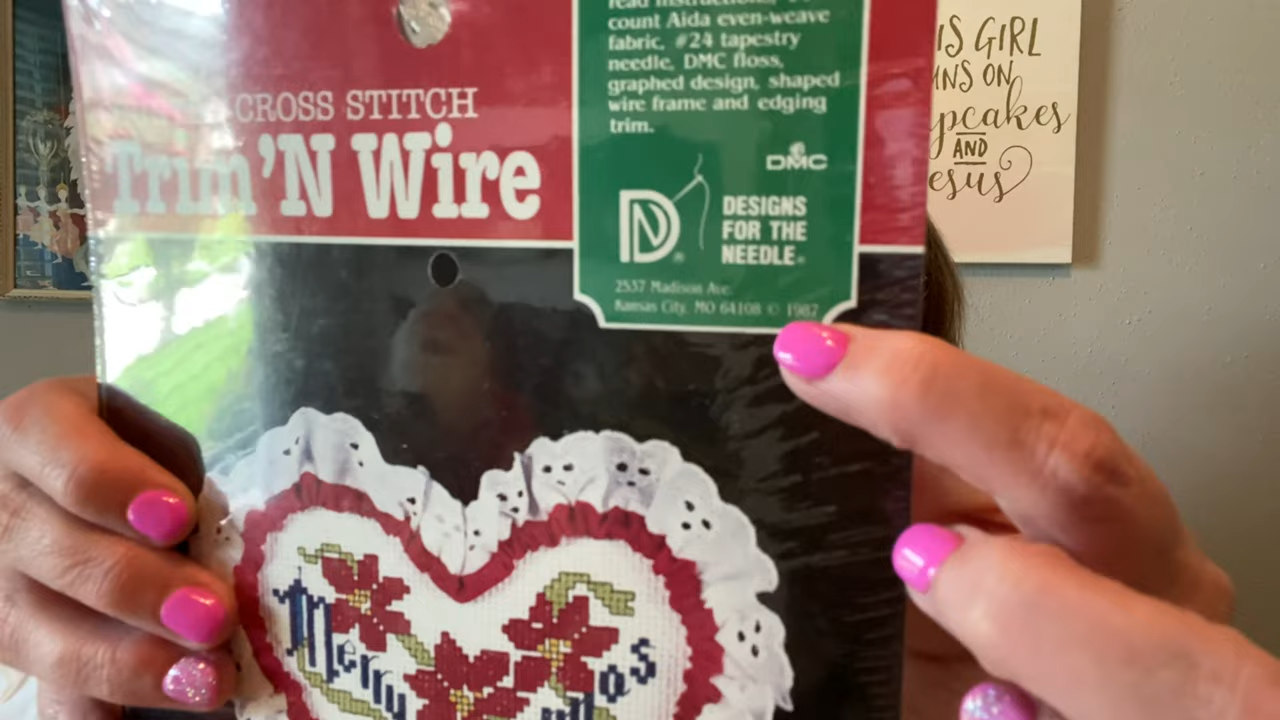 read instructions,
count Aida even-weave
fabric, #24 tapestry
needle, DMC floss,
graphed design, shaped
wire frame and edging
trim.
CROSS STITCH
Trim 'N Wire
DMC
DESIGNS
FOR THE
NEEDLE®
2537 Madison Ave.
Kansas City, MO 64108 © 1987
Merry
as
IS GIRL
NS ON
pcakes
AND
esus